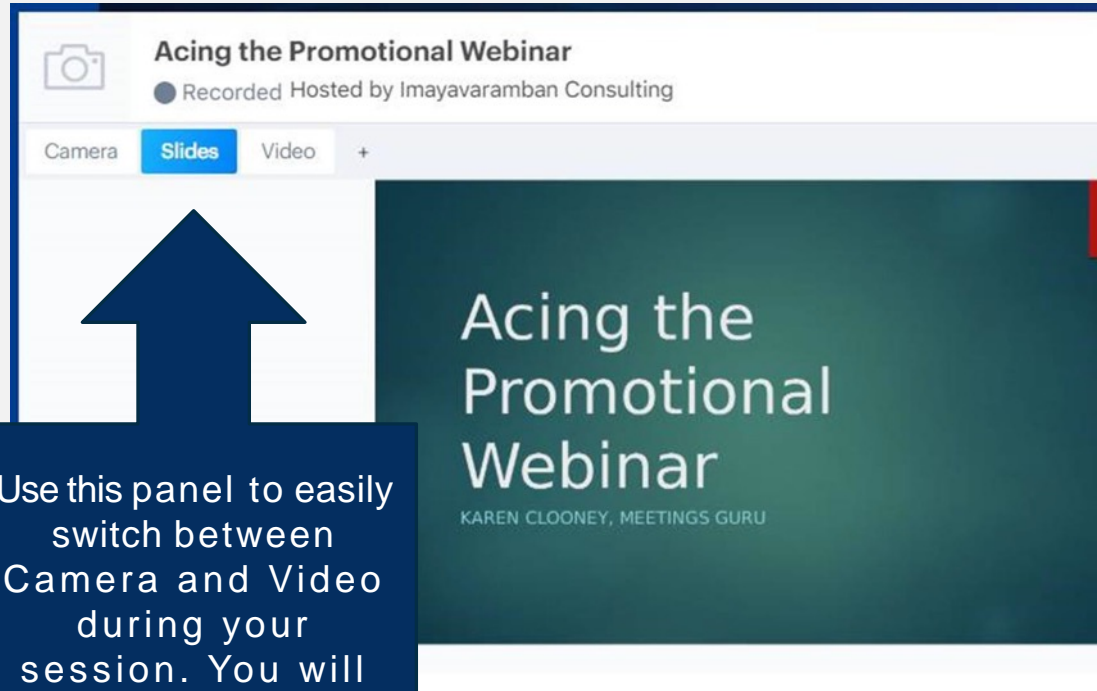 Acing the Promotional Webinar
Recorded Hosted by Imayavaramban Consulting
Camera Slides Video +
Acing the
Promotional
Webinar
KAREN CLOONEY, MEETINGS GURU
Use this panel to easily
switch between
Camera and Video
during your
session. You will